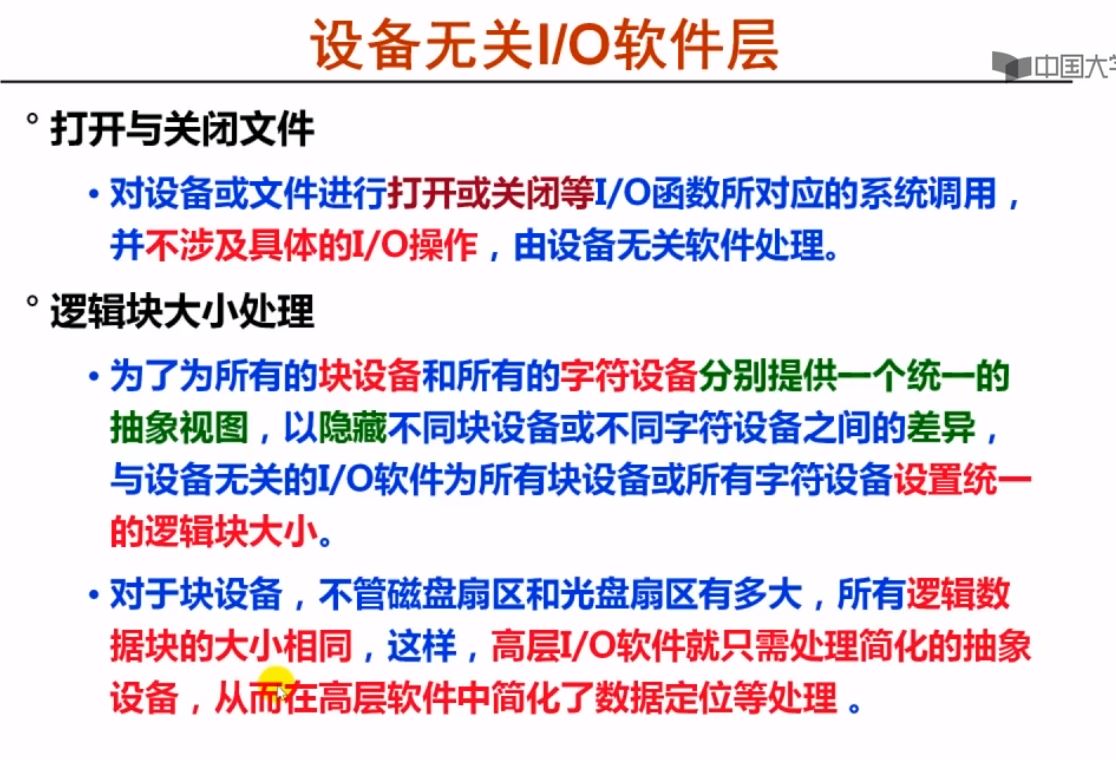 设备无关I/O软件层
中国大学
° 打开与关闭文件
• 对设备或文件进行打开或关闭等I/O函数所对应的系统调用，
并不涉及具体的I/O操作，由设备无关软件处理。
° 逻辑块大小处理
• 为了为所有的块设备和所有的字符设备分别提供一个统一的
抽象视图，以隐藏不同块设备或不同字符设备之间的差异，
与设备无关的I/O软件为所有块设备或所有字符设备设置统一
的逻辑块大小。
• 对于块设备，不管磁盘扇区和光盘扇区有多大，所有逻辑数
据块的大小相同，这样，高层I/O软件就只需处理简化的抽象
设备，从而在高层软件中简化了数据定位等处理 。